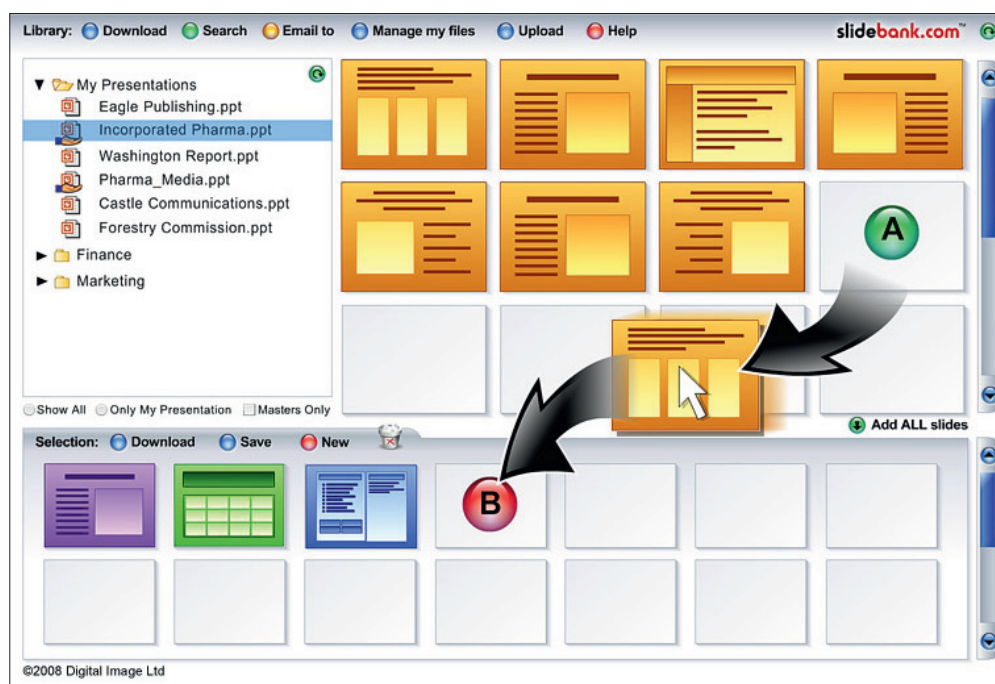 Library: Download Search Email to Manage my files Upload Help slidebank.com™
My Presentations
Eagle Publishing.ppt
Incorporated Pharma.ppt
Washington Report.ppt
Pharma_Media.ppt
Castle Communications.ppt
Forestry Commission.ppt
Finance
Marketing
A
Show All Only My Presentation Masters Only
Add ALL slides
Selection: Download Save New
B
©2008 Digital Image Ltd